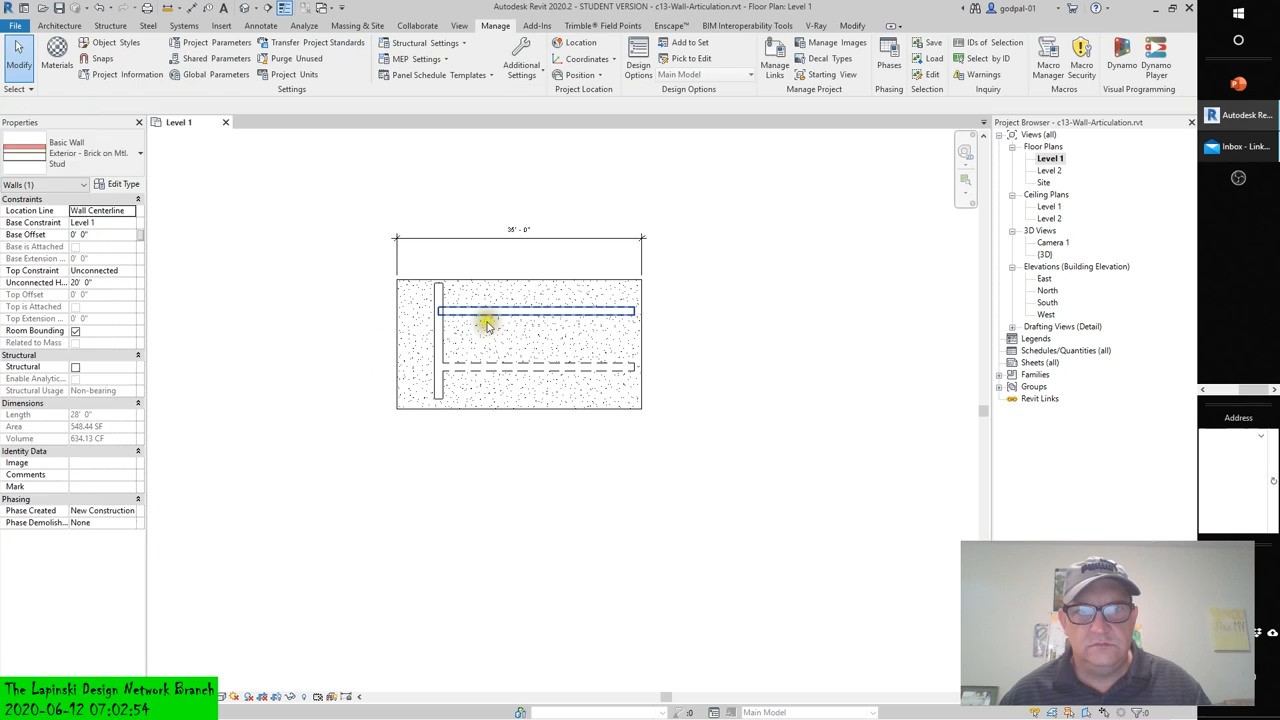 Autodesk Revit 2020.2 - STUDENT VERSION - c13-Wall-Articulation.rvt - Floor Plan: Level 1
godpal-01
File Architecture Structure Steel Systems Insert Annotate Analyze Massing & Site Collaborate View Manage Add-Ins Trimble® Field Points Enscape™ BIM Interoperability Tools V-Ray Modify
Modify
Select
Materials
Object Styles
Snaps
Project Information
Project Parameters
Shared Parameters
Global Parameters
Transfer Project Standards
Purge Unused
Project Units
Settings
Structural Settings
MEP Settings
Panel Schedule Templates
Additional Settings
Location
Coordinates
Position
Project Location
Design Options
Add to Set
Pick to Edit
Main Model
Design Options
Manage Links
Manage Images
Decal Types
Starting View
Manage Project
Phases
Phasing
Save
Load
Edit
Selection
IDs of Selection
Select by ID
Warnings
Inquiry
Macro Manager
Macro Security
Macros
Dynamo
Dynamo Player
Visual Programming
Properties
Basic Wall
Exterior - Brick on Mtl. Stud
Walls (1)
Edit Type
Constraints
Location Line Wall Centerline
Base Constraint Level 1
Base Offset 0' 0"
Base is Attached
Base Extension ... 0' 0"
Top Constraint Unconnected
Unconnected H... 20' 0"
Top Offset 0' 0"
Top is Attached
Top Extension ... 0' 0"
Room Bounding
Related to Mass
Structural
Structural
Enable Analytic...
Structural Usage Non-bearing
Dimensions
Length 28' 0"
Area 548.44 SF
Volume 634.13 CF
Identity Data
Image
Comments
Mark
Phasing
Phase Created New Construction
Phase Demolish... None
Level 1
Project Browser - c13-Wall-Articulation.rvt
Views (all)
Floor Plans
Level 1
Level 2
Site
Ceiling Plans
Level 1
Level 2
3D Views
Camera 1
{3D}
Elevations (Building Elevation)
East
North
South
West
Drafting Views (Detail)
Legends
Schedules/Quantities (all)
Sheets (all)
Families
Groups
Revit Links
Autodesk Re...
Inbox - Link...
Address
:0
Main Model
:0
The Lapinski Design Network Branch
2020-06-12 07:02:54